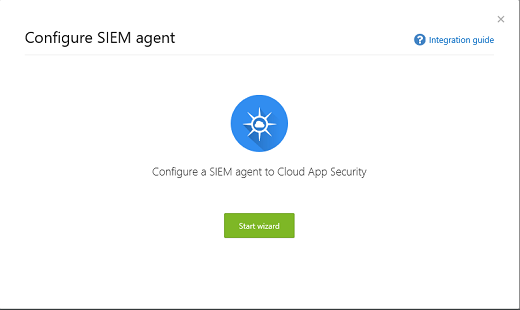 Configure SIEM agent
Integration guide
Configure a SIEM agent to Cloud App Security
Start wizard